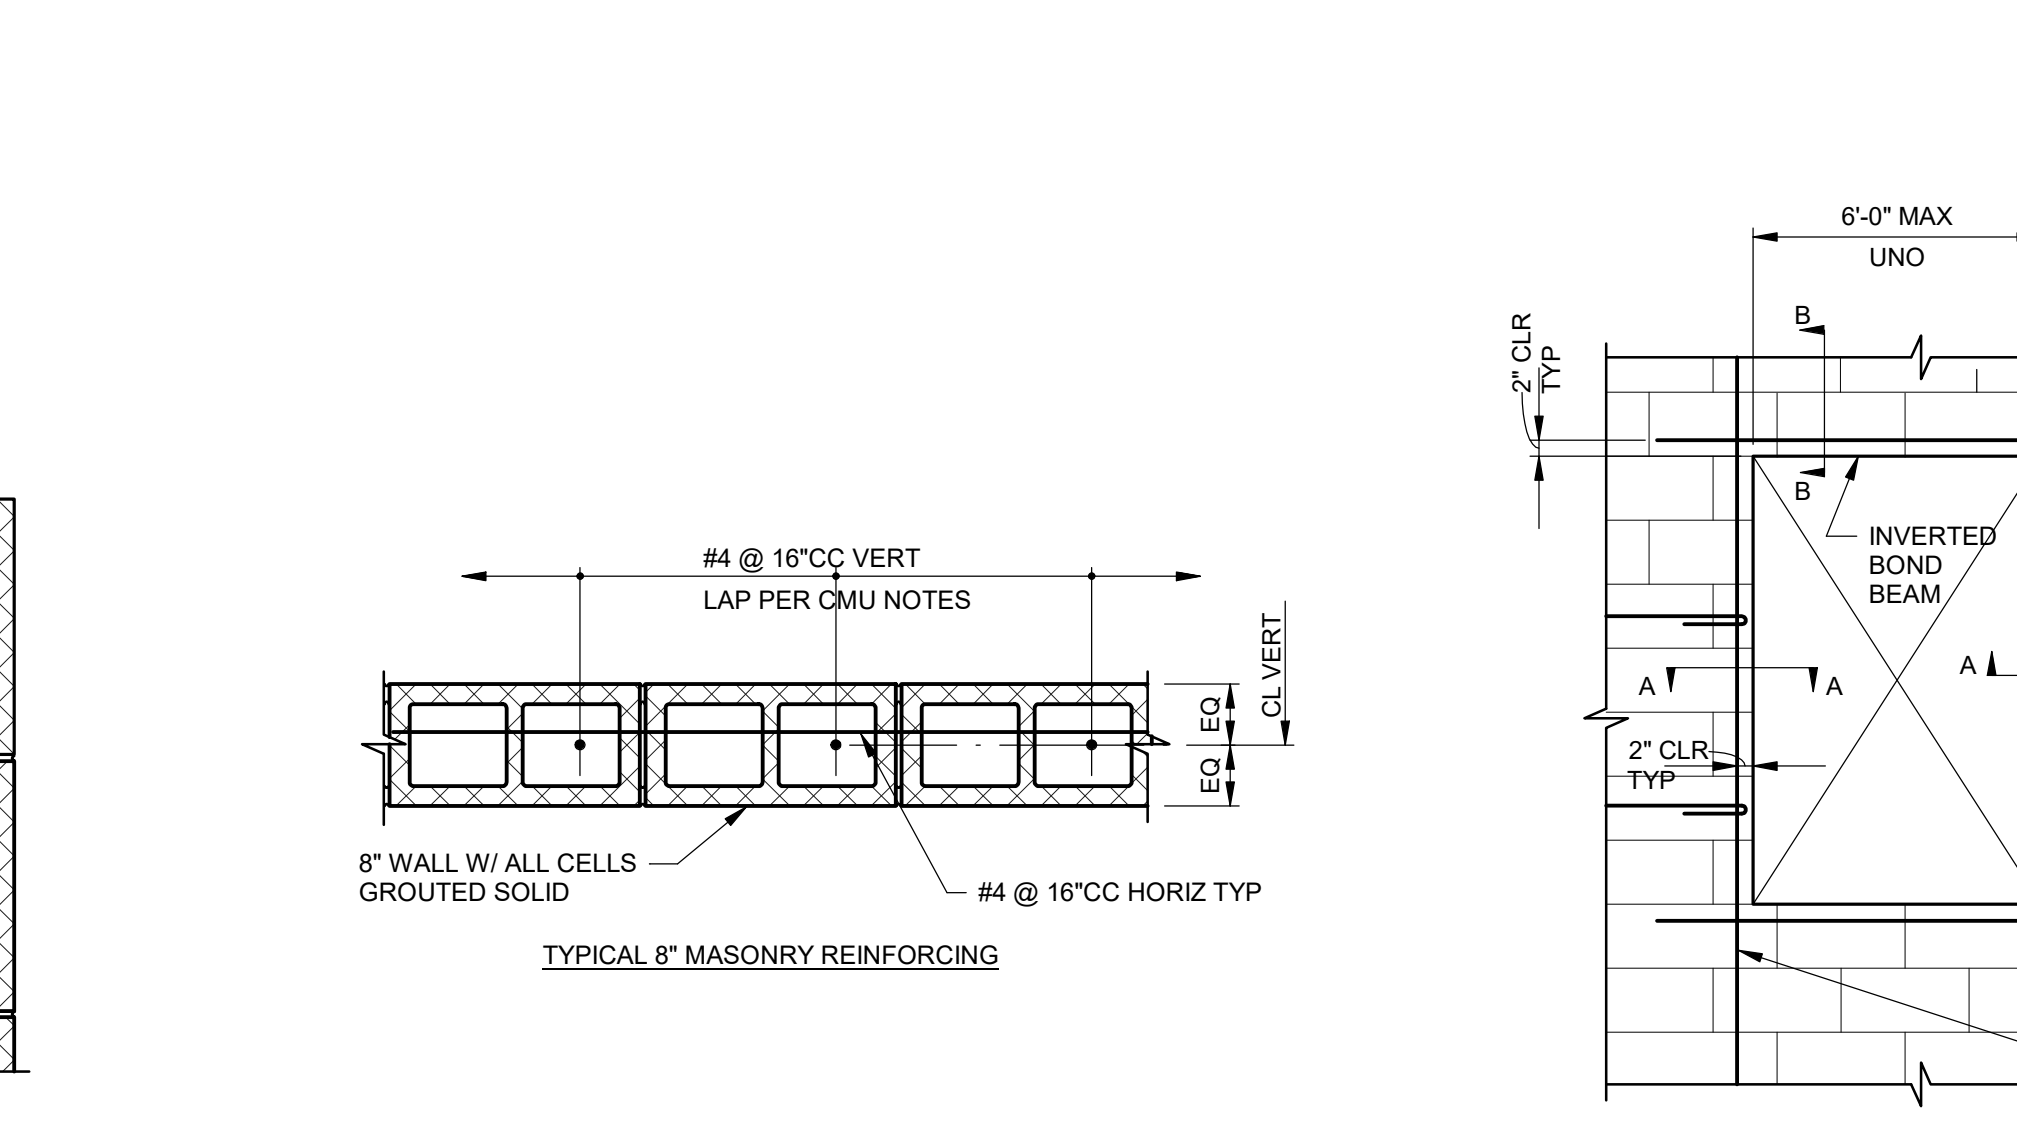 #4 @ 16"CC VERT
LAP PER CMU NOTES
CL VERT
EQ
EQ
8" WALL W/ ALL CELLS
GROUTED SOLID
#4 @ 16"CC HORIZ TYP
TYPICAL 8" MASONRY REINFORCING
6'-0" MAX
UNO
2" CLR
TYP
B
B
INVERTED
BOND
BEAM
A
A
A
2" CLR
TYP